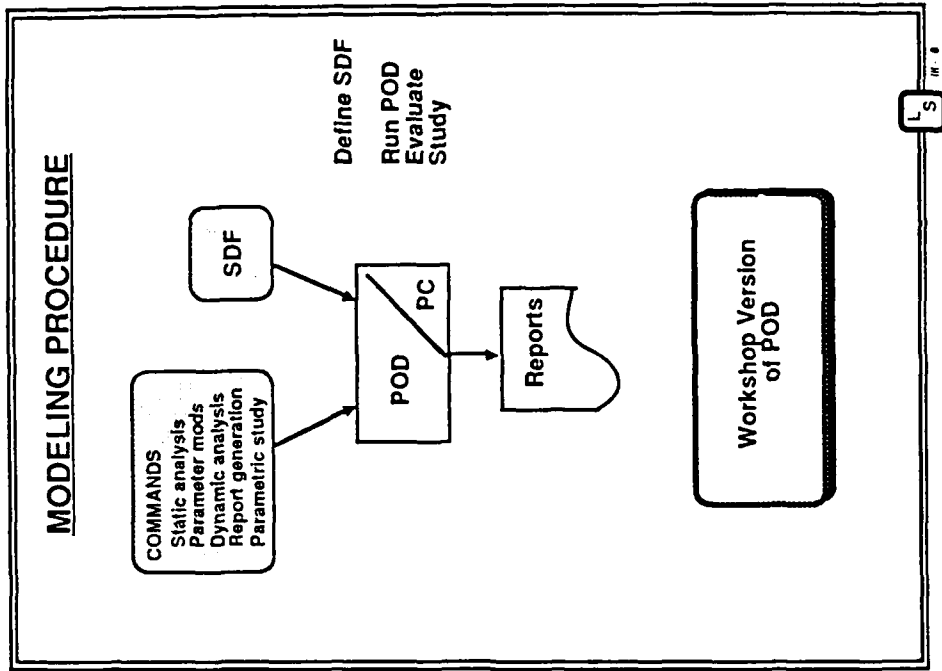 MODELING PROCEDURE
COMMANDS
Static analysis
Parameter mods
Dynamic analysis
Report generation
Parametric study
SDF
POD
PC
Reports
Define SDF
Run POD
Evaluate
Study
Workshop Version
of POD
L
S